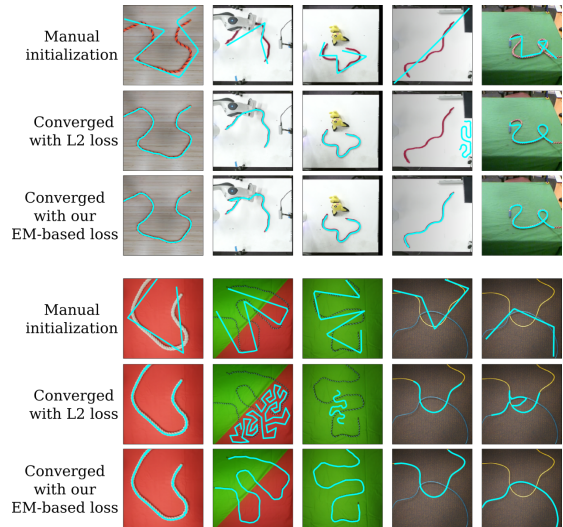 Manual
initialization
Converged
with L2 loss
Converged
with our
EM-based loss
Manual
initialization
Converged
with L2 loss
Converged
with our
EM-based loss